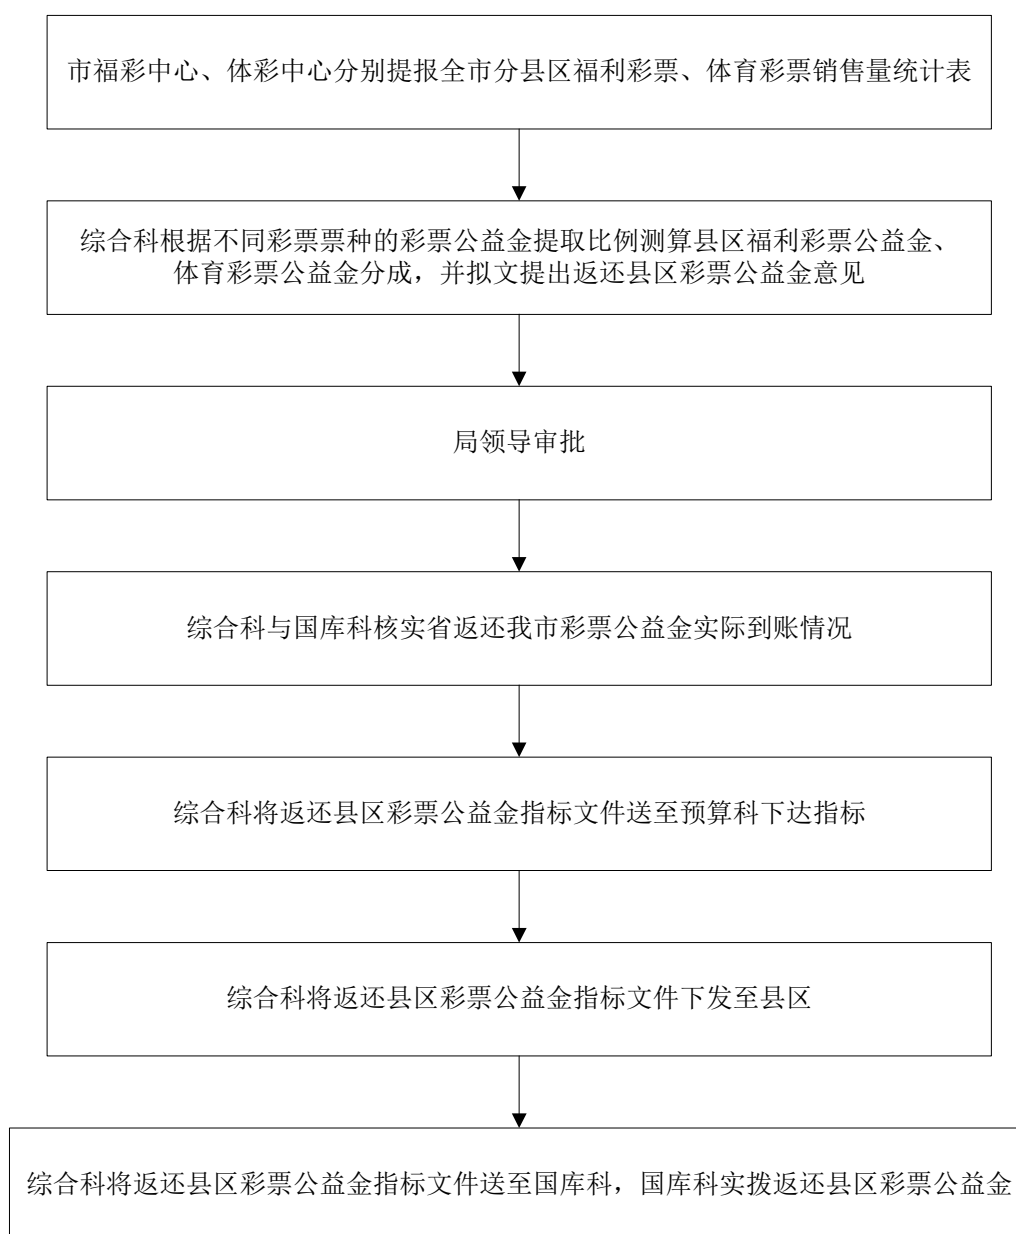 市福彩中心、体彩中心分别提报全市分县区福利彩票、体育彩票销售量统计表
综合科根据不同彩票票种的彩票公益金提取比例测算县区福利彩票公益金、
体育彩票公益金分成，并拟文提出返还县区彩票公益金意见
局领导审批
综合科与国库科核实省返还我市彩票公益金实际到账情况
综合科将返还县区彩票公益金指标文件送至预算科下达指标
综合科将返还县区彩票公益金指标文件下发至县区
综合科将返还县区彩票公益金指标文件送至国库科，国库科实拨返还县区彩票公益金